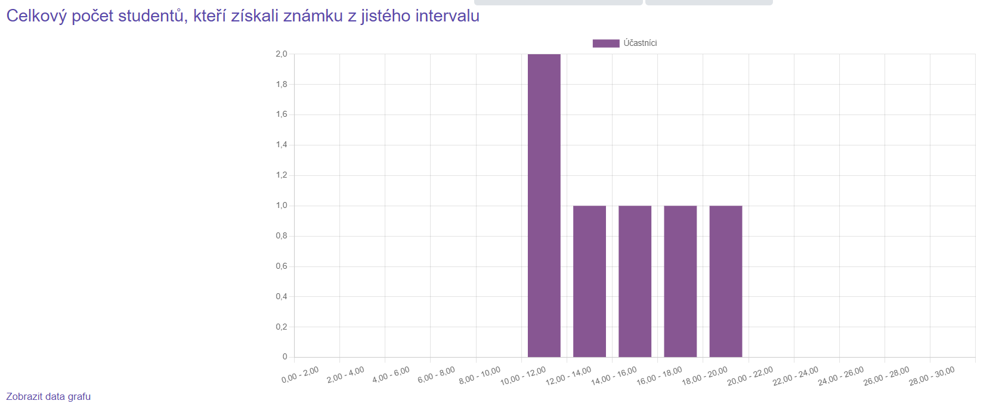 Celkový počet studentů, kteří získali známku z jistého intervalu
Účastníci
2,0
1,8
1,6
1,4
1,2
1,0
0,8
0,6
0,4
0,2
0
0,00 - 2,00
2,00 - 4,00
4,00 - 6,00
6,00 - 8,00
8,00 - 10,00
10,00 - 12,00
12,00 - 14,00
14,00 - 16,00
16,00 - 18,00
18,00 - 20,00
20,00 - 22,00
22,00 - 24,00
24,00 - 26,00
26,00 - 28,00
28,00 - 30,00
Zobrazit data grafu